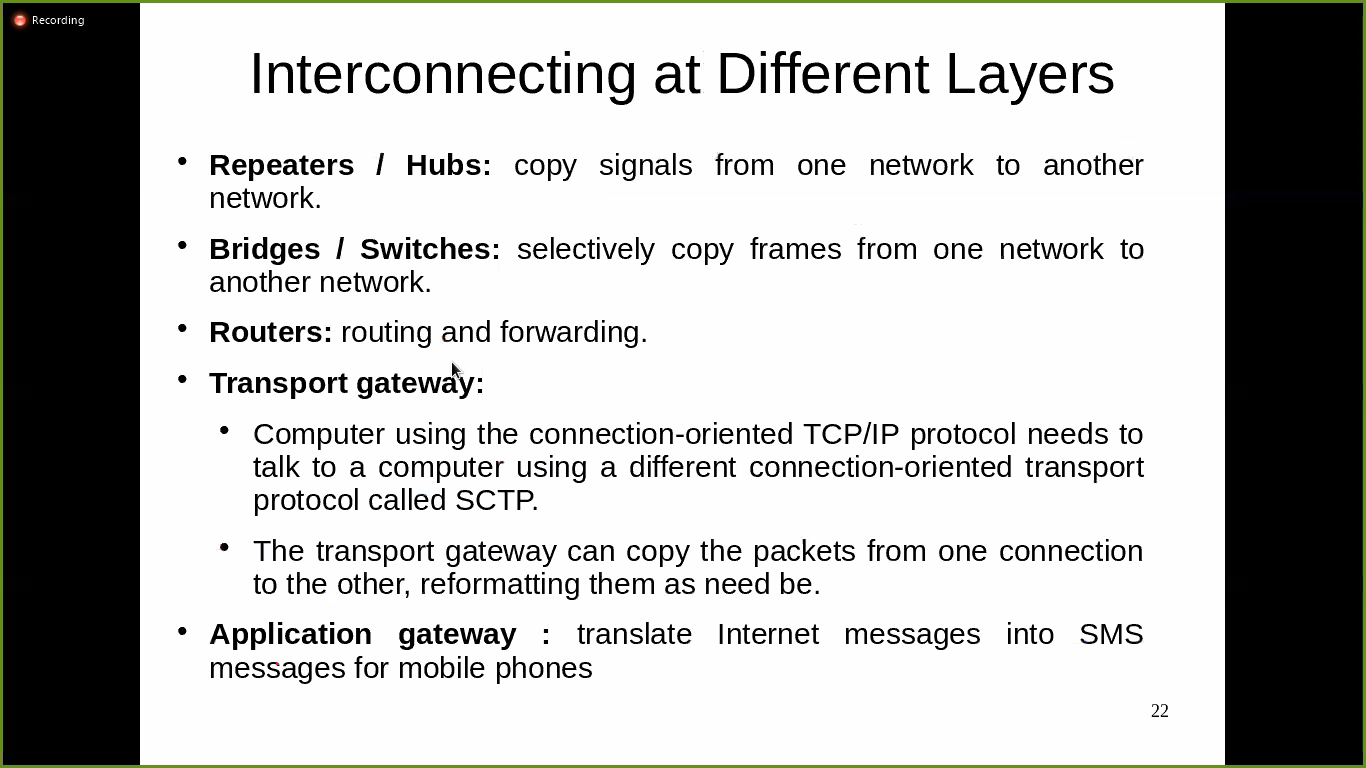 Recording
Interconnecting at Different Layers
• Repeaters / Hubs: copy signals from one network to another
network.
• Bridges / Switches: selectively copy frames from one network to
another network.
• Routers: routing and forwarding.
• Transport gateway:
• Computer using the connection-oriented TCP/IP protocol needs to
talk to a computer using a different connection-oriented transport
protocol called SCTP.
• The transport gateway can copy the packets from one connection
to the other, reformatting them as need be.
• Application gateway : translate Internet messages into SMS
messages for mobile phones
22